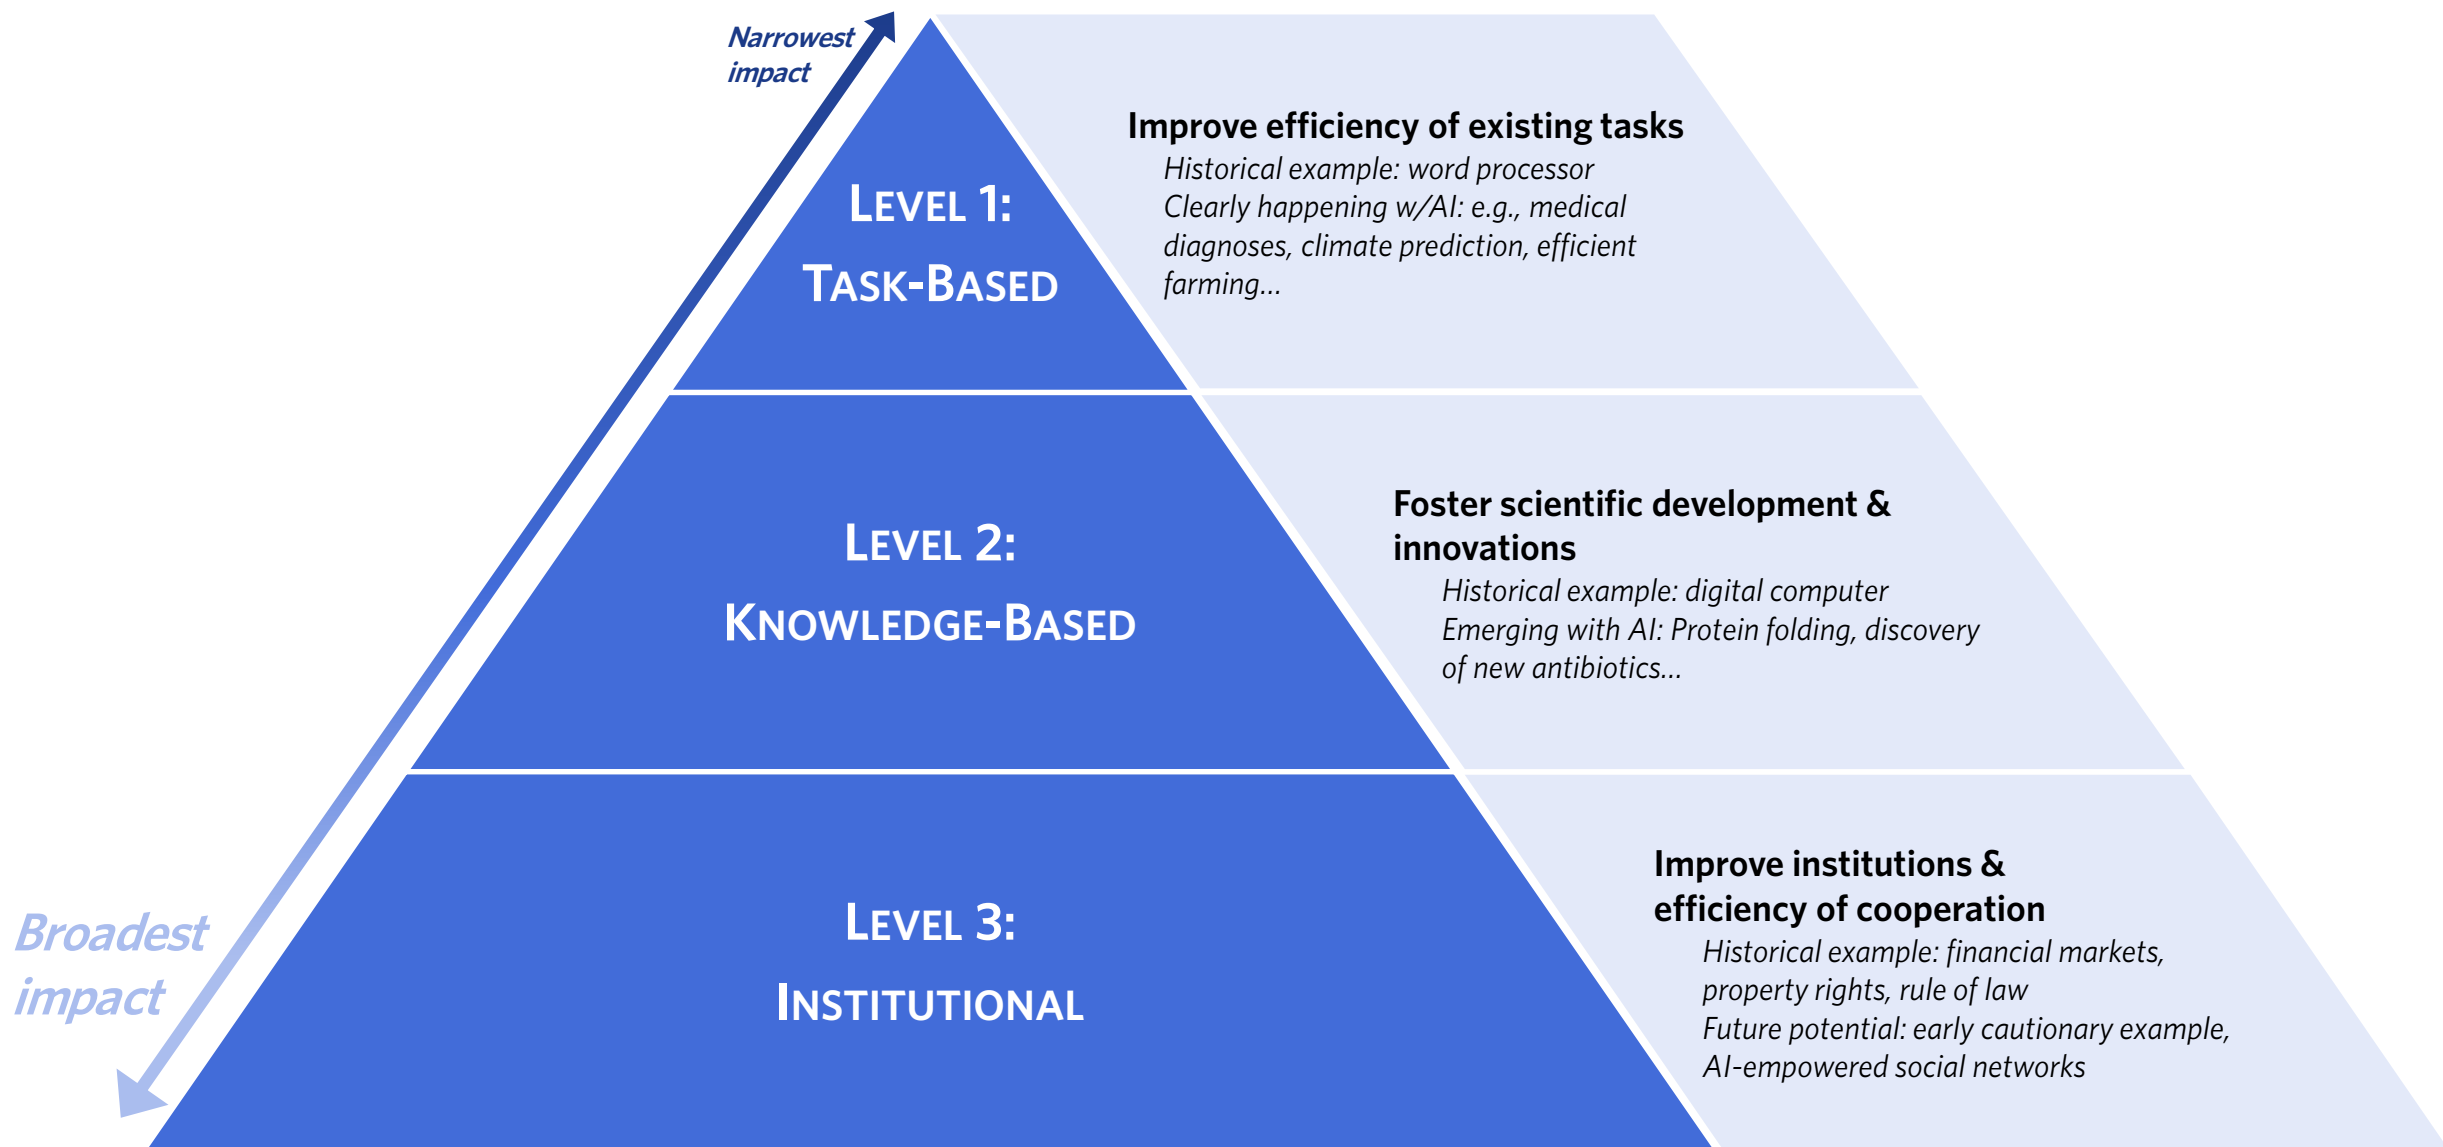 Narrowest
impact
Improve efficiency of existing tasks
Historical example: word processor
Clearly happening w/AI: e.g., medical
diagnoses, climate prediction, efficient
farming…
LEVEL 1:
TASK-BASED
Foster scientific development &
innovations
Historical example: digital computer
Emerging with AI: Protein folding, discovery
of new antibiotics…
LEVEL 2:
KNOWLEDGE-BASED
Improve institutions &
efficiency of cooperation
Historical example: financial markets,
property rights, rule of law
Future potential: early cautionary example,
AI-empowered social networks
LEVEL 3:
INSTITUTIONAL
Broadest
impact